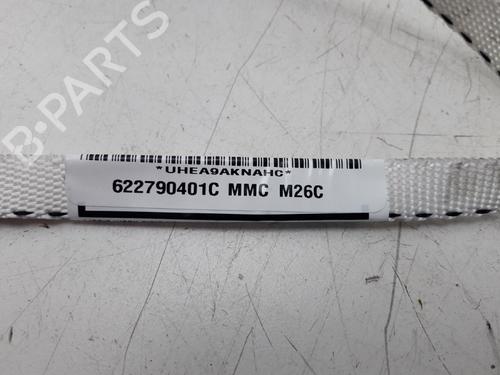 B-PARTS
*UHEA9AKNAHC*
622790401C MMC M26C